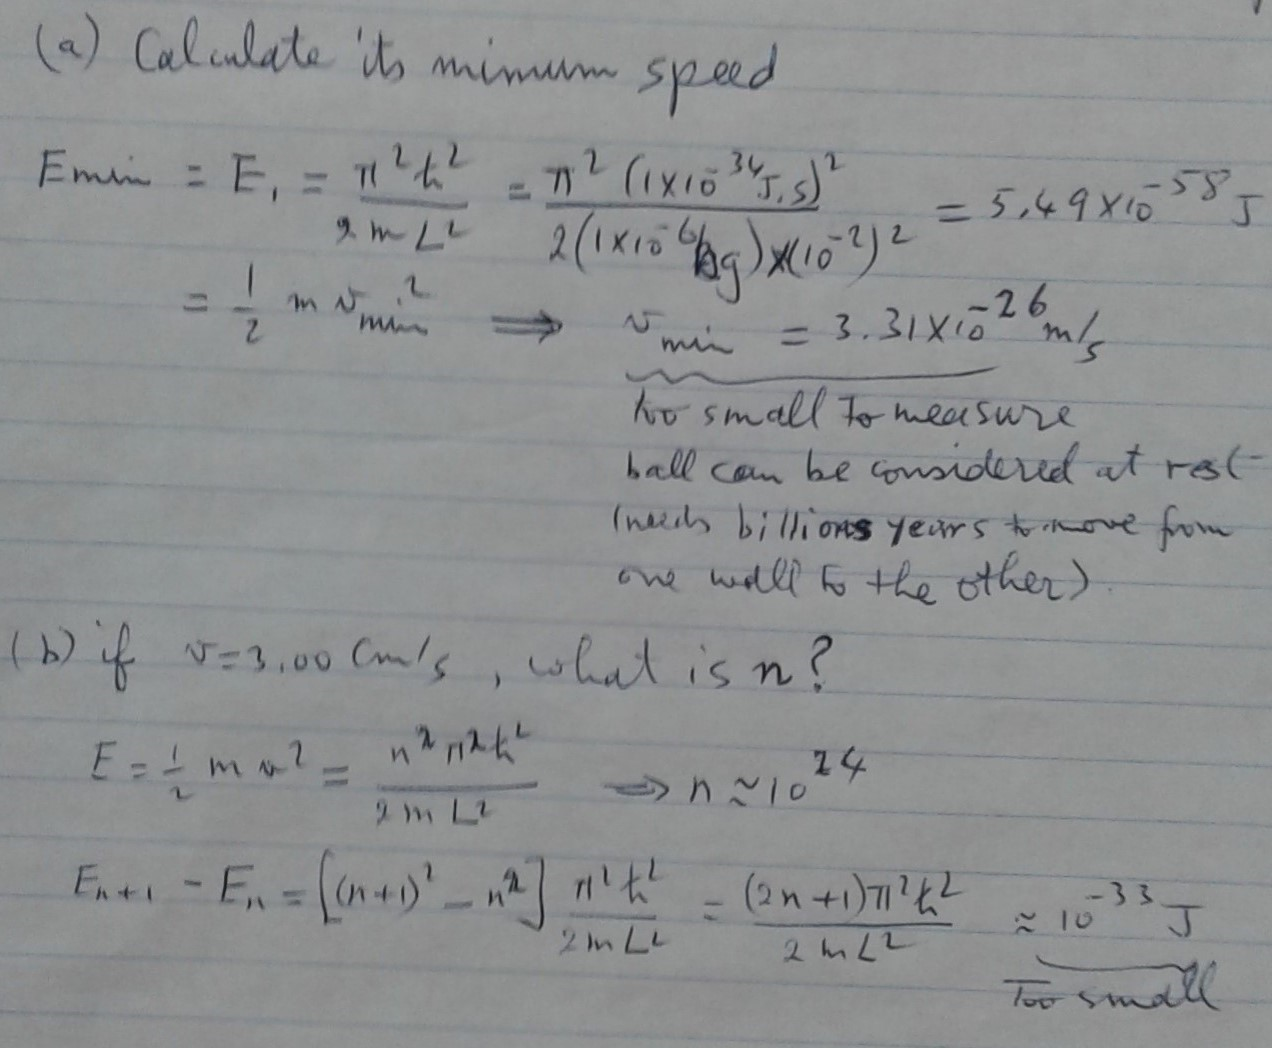 (a) Calculate its minimum speed
Emin = E₁ = π²ħ² / 2mL² = π² (1×10⁻³⁴ J.s)² / 2(1×10⁻⁶ kg)×(10⁻²)² = 5.49×10⁻⁵⁸ J
= 1/2 m v²min ⟹ vmin = 3.31×10⁻²⁶ m/s
too small to measure
ball can be considered at rest
(needs billions years to move from
one wall to the other).
(b) if v=3.00 cm/s, what is n?
E = 1/2 m v² = n²π²ħ² / 2mL² ⟹ n ≈ 10²⁴
Eₙ₊₁ - Eₙ = [(n+1)² - n²] π²ħ² / 2mL² = (2n+1)π²ħ² / 2mL² ≈ 10⁻³³ J
Too small